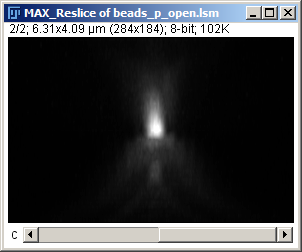 MAX_Reslice of beads_p_open.lsm
2/2; 6.31x4.09 µm (284x184); 8-bit; 102K
c